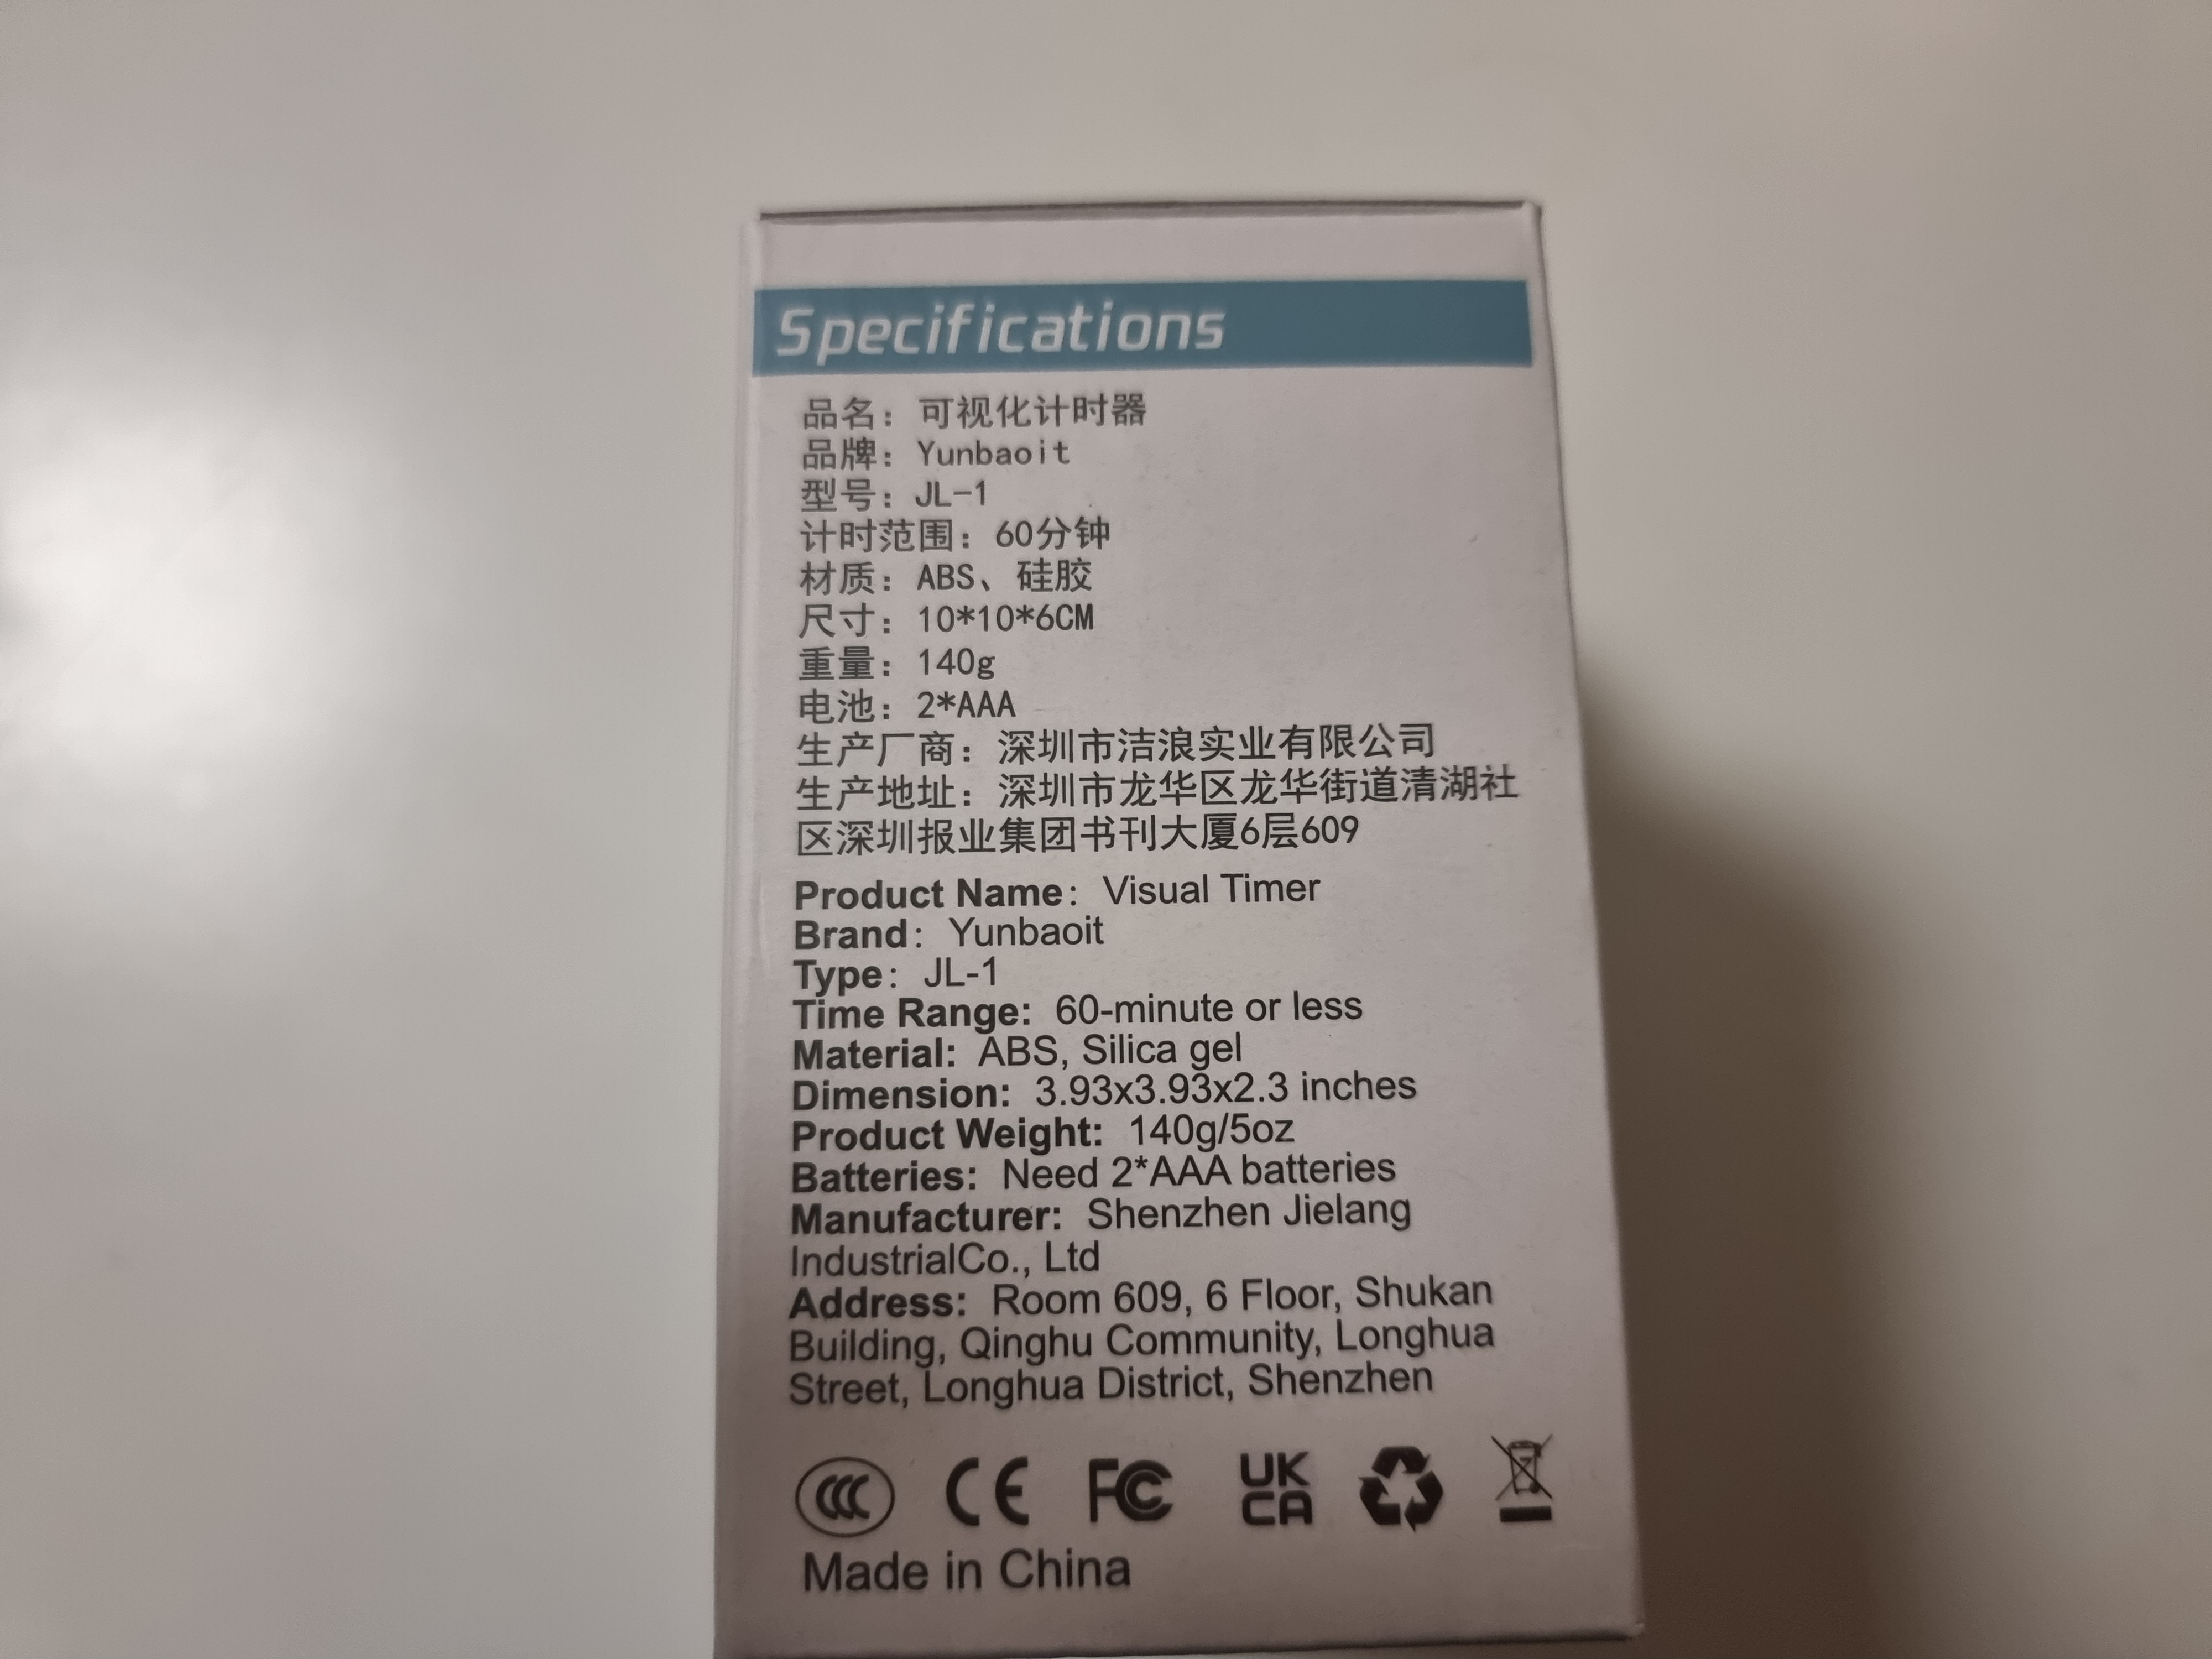 Specifications
品名：可视化计时器
品牌：Yunbaoit
型号：JL-1
计时范围：60分钟
材质：ABS、硅胶
尺寸：10*10*6CM
重量：140g
电池：2*AAA
生产厂商：深圳市洁浪实业有限公司
生产地址：深圳市龙华区龙华街道清湖社
区深圳报业集团书刊大厦6层609
Product Name： Visual Timer
Brand： Yunbaoit
Type： JL-1
Time Range: 60-minute or less
Material: ABS, Silica gel
Dimension: 3.93x3.93x2.3 inches
Product Weight: 140g/5oz
Batteries: Need 2*AAA batteries
Manufacturer: Shenzhen Jielang
IndustrialCo., Ltd
Address: Room 609, 6 Floor, Shukan
Building, Qinghu Community, Longhua
Street, Longhua District, Shenzhen
CCC CE FC UK CA
Made in China